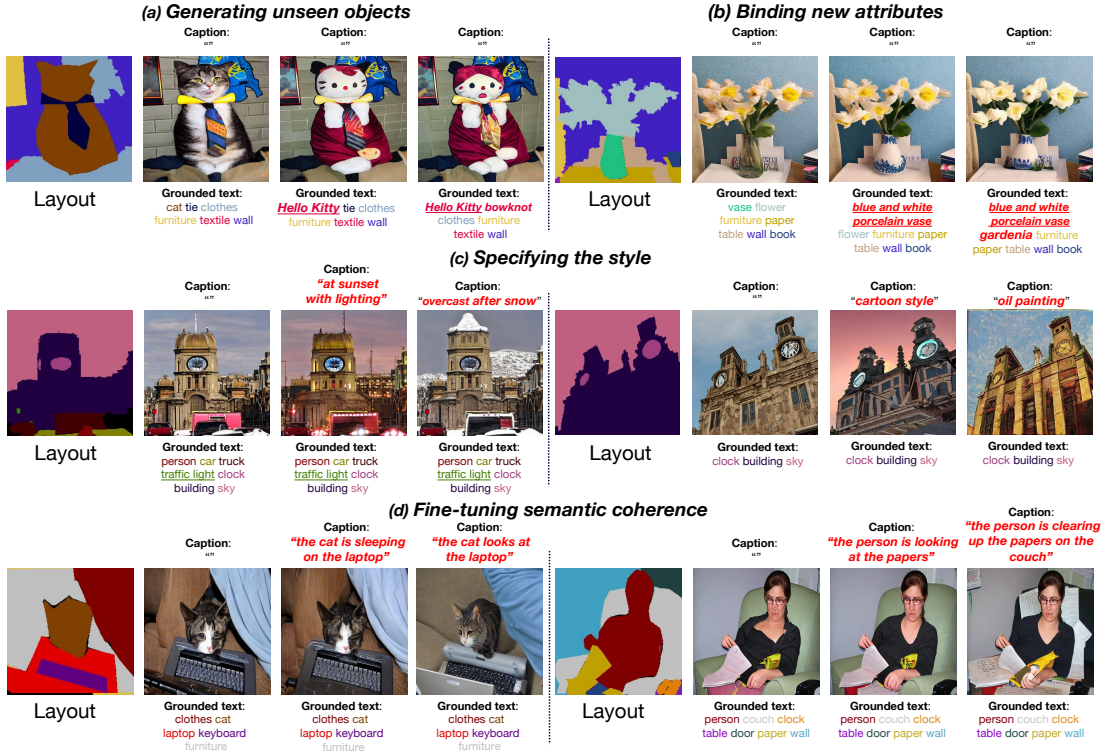 (a) Generating unseen objects
Caption:
“”
Caption:
“”
Caption:
“”
Layout
Grounded text:
cat tie clothes
furniture textile wall
Grounded text:
Hello Kitty tie clothes
furniture textile wall
Grounded text:
Hello Kitty bowknot
clothes furniture
textile wall
(b) Binding new attributes
Caption:
“”
Caption:
“”
Caption:
“”
Layout
Grounded text:
vase flower
furniture paper
table wall book
Grounded text:
blue and white
porcelain vase
flower furniture paper
table wall book
Grounded text:
blue and white
porcelain vase
gardenia furniture
paper table wall book
(c) Specifying the style
Caption:
“”
Caption:
“at sunset
with lighting”
Caption:
“overcast after snow”
Layout
Grounded text:
person car truck
traffic light clock
building sky
Grounded text:
person car truck
traffic light clock
building sky
Grounded text:
person car truck
traffic light clock
building sky
Caption:
“”
Caption:
“cartoon style”
Caption:
“oil painting”
Layout
Grounded text:
clock building sky
Grounded text:
clock building sky
Grounded text:
clock building sky
(d) Fine-tuning semantic coherence
Caption:
“”
Caption:
“the cat is sleeping
on the laptop”
Caption:
“the cat looks at
the laptop”
Layout
Grounded text:
clothes cat
laptop keyboard
furniture
Grounded text:
clothes cat
laptop keyboard
furniture
Grounded text:
clothes cat
laptop keyboard
furniture
Caption:
“”
Caption:
“the person is looking
at the papers”
Caption:
“the person is clearing
up the papers on the
couch”
Layout
Grounded text:
person couch clock
table door paper wall
Grounded text:
person couch clock
table door paper wall
Grounded text:
person couch clock
table door paper wall